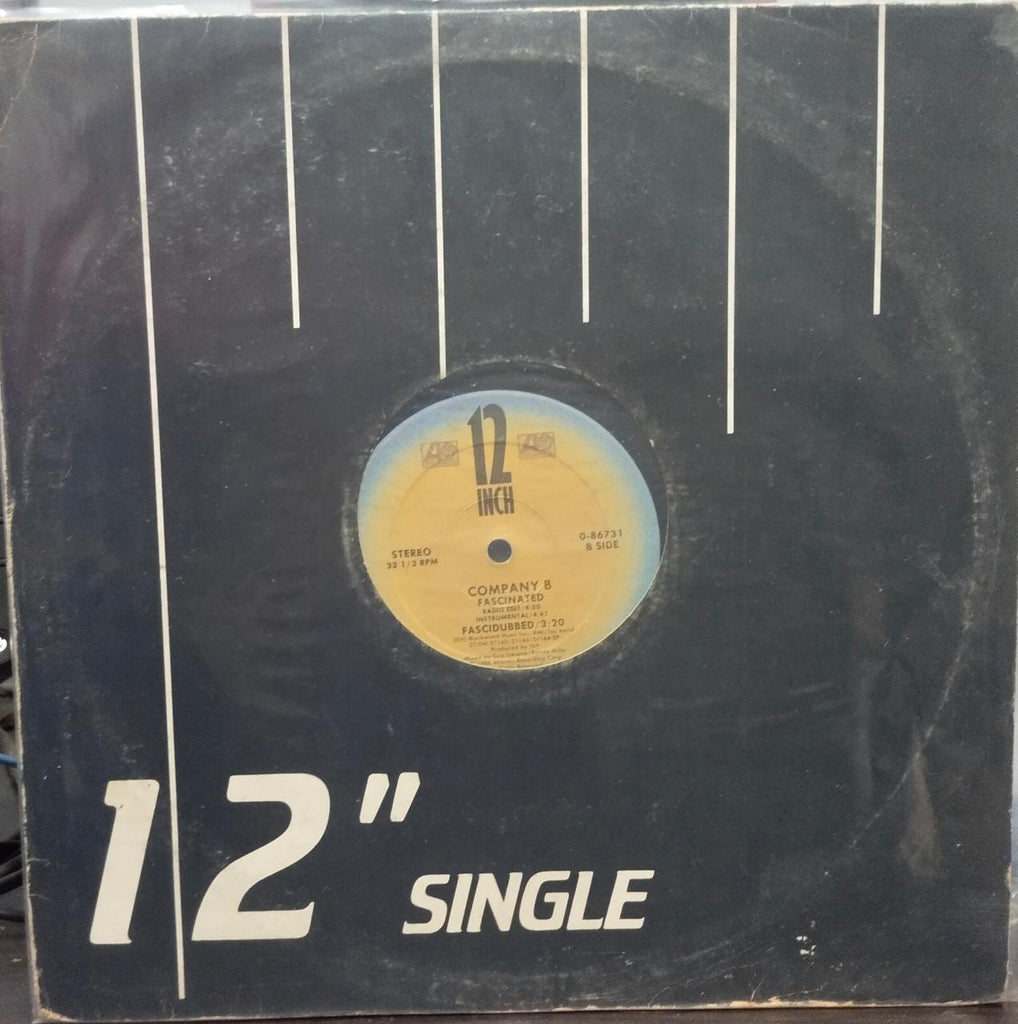 12
INCH
STEREO
33 1/3 RPM
0-86731
B SIDE
COMPANY B
FASCINATED
RADIO EDIT/4:50
INSTRUMENTAL/4:47
FASCIDUBBED/3:20
Produced by ISH
12" SINGLE